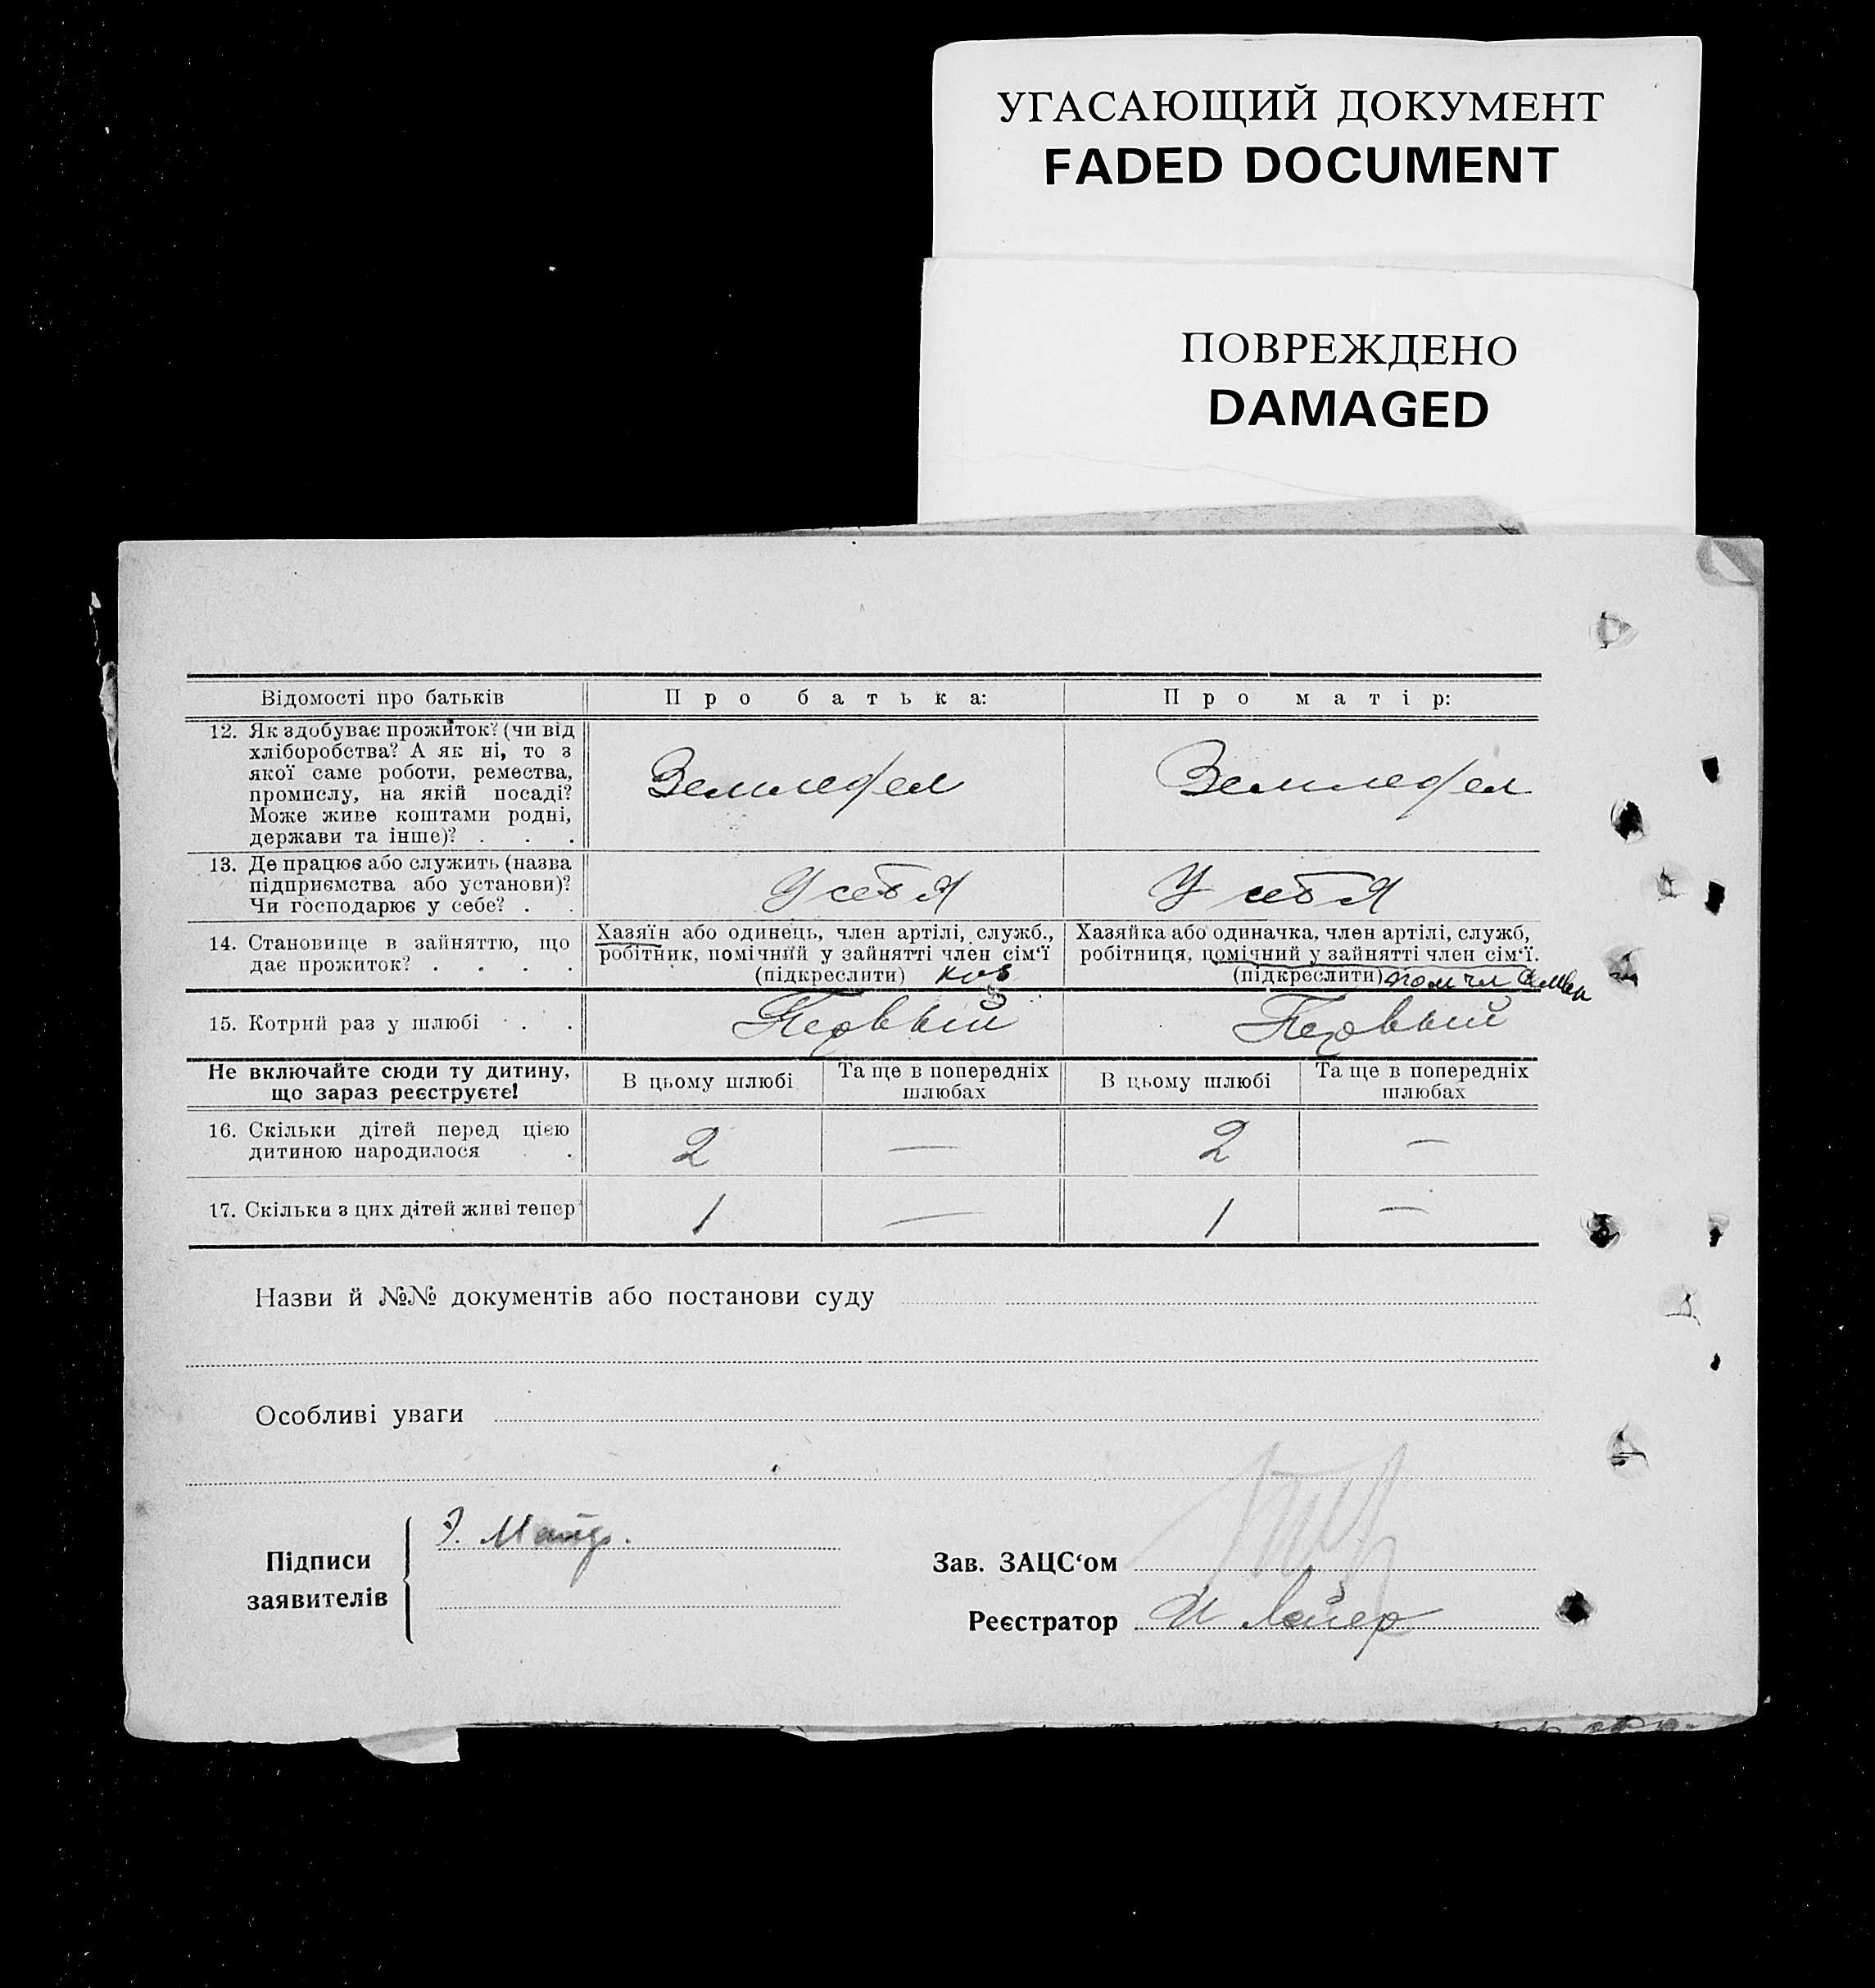 УГАСАЮЩИЙ ДОКУМЕНТ
FADED DOCUMENT
ПОВРЕЖДЕНО
DAMAGED
Відомості про батьків
Про батька:
Про матір:
12. Як здобуває прожиток? (чи від
хліборобства? А як ні, то з
якої саме роботи, ремества,
промислу, на якій посаді?
Може живе коштами родні,
держави та інше)? . . .
Земледел
Земледел
13. Де працює або служить (назва
підприємства або установи)?
Чи господарює у себе? . .
У себя
У себя
14. Становище в зайняттю, що
дає прожиток? . . . .
Хазяїн або одинець, член артілі, служб.,
робітник, помічний у зайнятті член сім‘ї
(підкреслити) хоз
Хазяйка або одиначка, член артілі, служб,
робітниця, помічний у зайнятті член сім‘ї.
(підкреслити) пом чл
15. Котрий раз у шлюбі . . .
Первый
Первый
Не включайте сюди ту дитину,
що зараз реєструєте!
В цьому шлюбі
Та ще в попередніх
шлюбах
В цьому шлюбі
Та ще в попередніх
шлюбах
16. Скільки дітей перед цією
дитиною народилося . .
2
—
2
—
17. Скільки з цих дітей живі тепер
1
—
1
—
Назви й №№ документів або постанови суду
Особливі уваги
Підписи
заявителів
Зав. ЗАЦС‘ом
Реєстратор